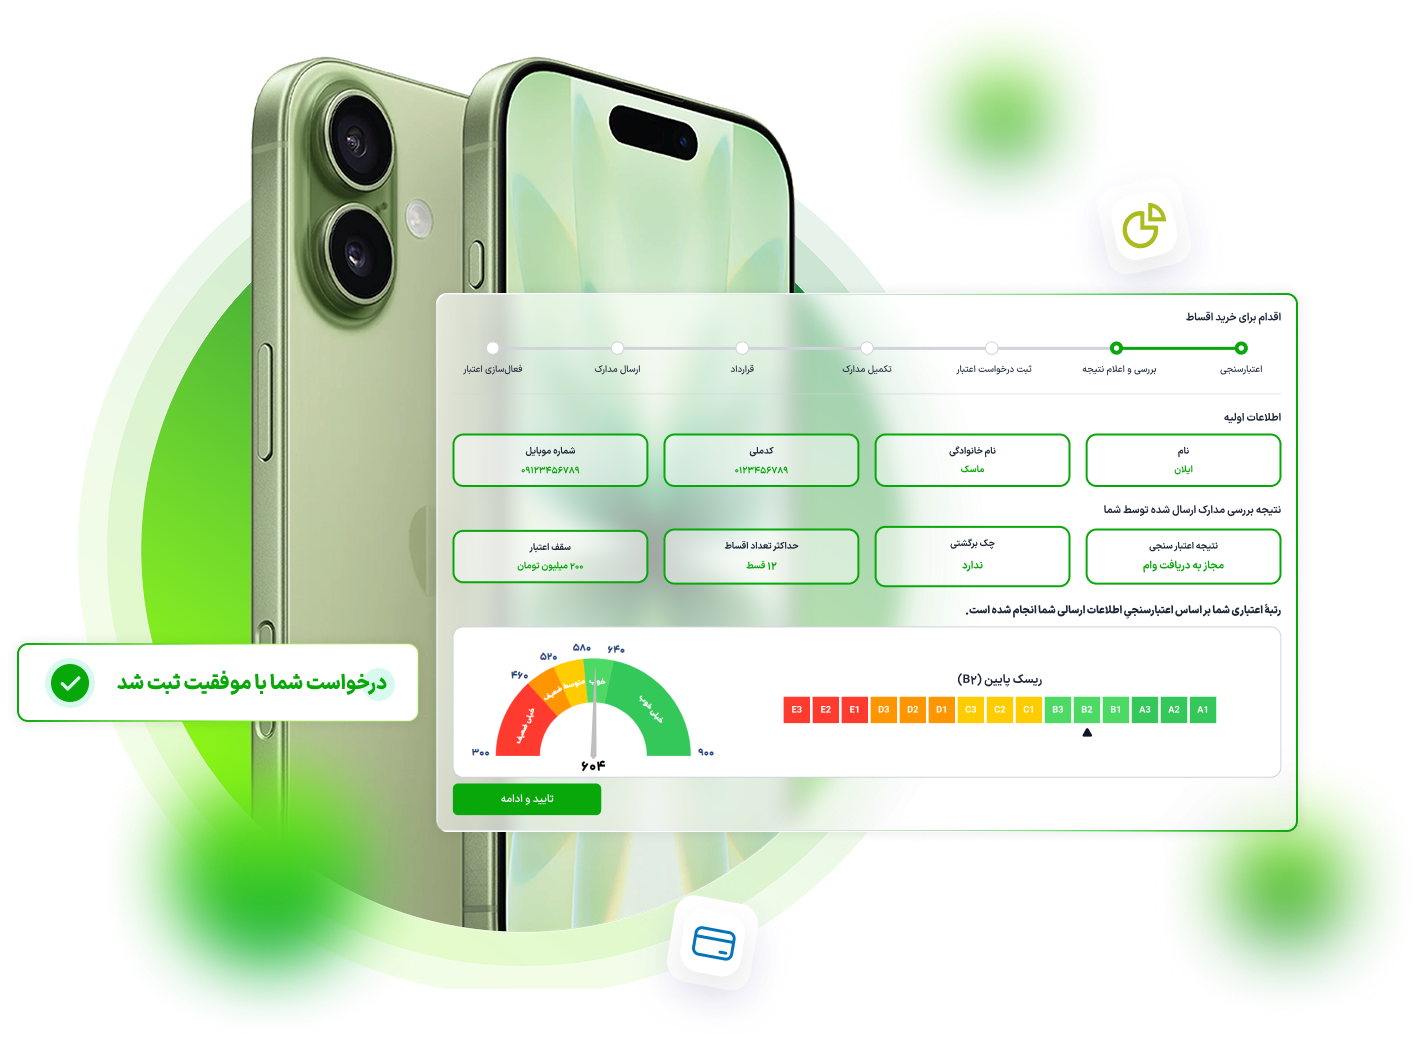 اقدام برای خرید اقساط
اعتبارسنجی
بررسی و اعلام نتیجه
ثبت درخواست اعتبار
تکمیل مدارک
قرارداد
ارسال مدارک
فعال‌سازی اعتبار
اطلاعات اولیه
نام
ایلان
نام خانوادگی
ماسک
کدملی
۰۱۲۳۴۵۶۷۸۹
شماره موبایل
۰۹۱۲۳۴۵۶۷۸۹
نتیجه بررسی مدارک ارسال شده توسط شما
نتیجه اعتبار سنجی
مجاز به دریافت وام
چک برگشتی
ندارد
حداکثر تعداد اقساط
۱۲ قسط
سقف اعتبار
۲۰۰ میلیون تومان
رتبهٔ اعتباری شما بر اساس اعتبارسنجیِ اطلاعات ارسالی شما انجام شده است.
ریسک پایین (B۲)
E3 E2 E1 D3 D2 D1 C3 C2 C1 B3 B2 B1 A3 A2 A1
۳۰۰
۴۶۰
۵۲۰
۵۸۰
۶۴۰
۹۰۰
خیلی ضعیف
ضعیف
متوسط
خوب
خیلی خوب
۶۰۴
تایید و ادامه
درخواست شما با موفقیت ثبت شد